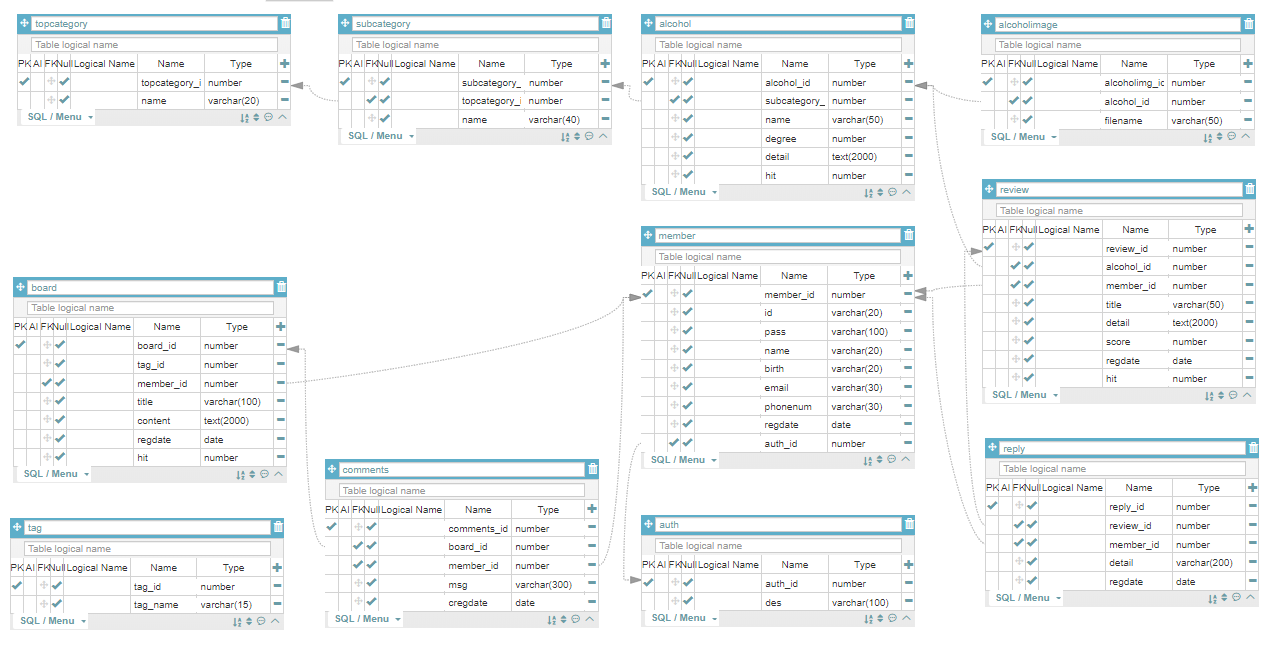 topcategory
Table logical name
PK AI FK Null Logical Name Name Type
topcategory_i number
name varchar(20)
SQL / Menu
subcategory
Table logical name
PK AI FK Null Logical Name Name Type
subcategory_ number
topcategory_i number
name varchar(40)
SQL / Menu
alcohol
Table logical name
PK AI FK Null Logical Name Name Type
alcohol_id number
subcategory_ number
name varchar(50)
degree number
detail text(2000)
hit number
SQL / Menu
alcoholimage
Table logical name
PK AI FK Null Logical Name Name Type
alcoholimg_ic number
alcohol_id number
filename varchar(50)
SQL / Menu
review
Table logical name
PK AI FK Null Logical Name Name Type
review_id number
alcohol_id number
member_id number
title varchar(50)
detail text(2000)
score number
regdate date
hit number
SQL / Menu
member
Table logical name
PK AI FK Null Logical Name Name Type
member_id number
id varchar(20)
pass varchar(100)
name varchar(20)
birth varchar(20)
email varchar(30)
phonenum varchar(30)
regdate date
auth_id number
SQL / Menu
board
Table logical name
PK AI FK Null Logical Name Name Type
board_id number
tag_id number
member_id number
title varchar(100)
content text(2000)
regdate date
hit number
SQL / Menu
comments
Table logical name
PK AI FK Null Logical Name Name Type
comments_id number
board_id number
member_id number
msg varchar(300)
cregdate date
SQL / Menu
reply
Table logical name
PK AI FK Null Logical Name Name Type
reply_id number
review_id number
member_id number
detail varchar(200)
regdate date
SQL / Menu
tag
Table logical name
PK AI FK Null Logical Name Name Type
tag_id number
tag_name varchar(15)
SQL / Menu
auth
Table logical name
PK AI FK Null Logical Name Name Type
auth_id number
des varchar(100)
SQL / Menu